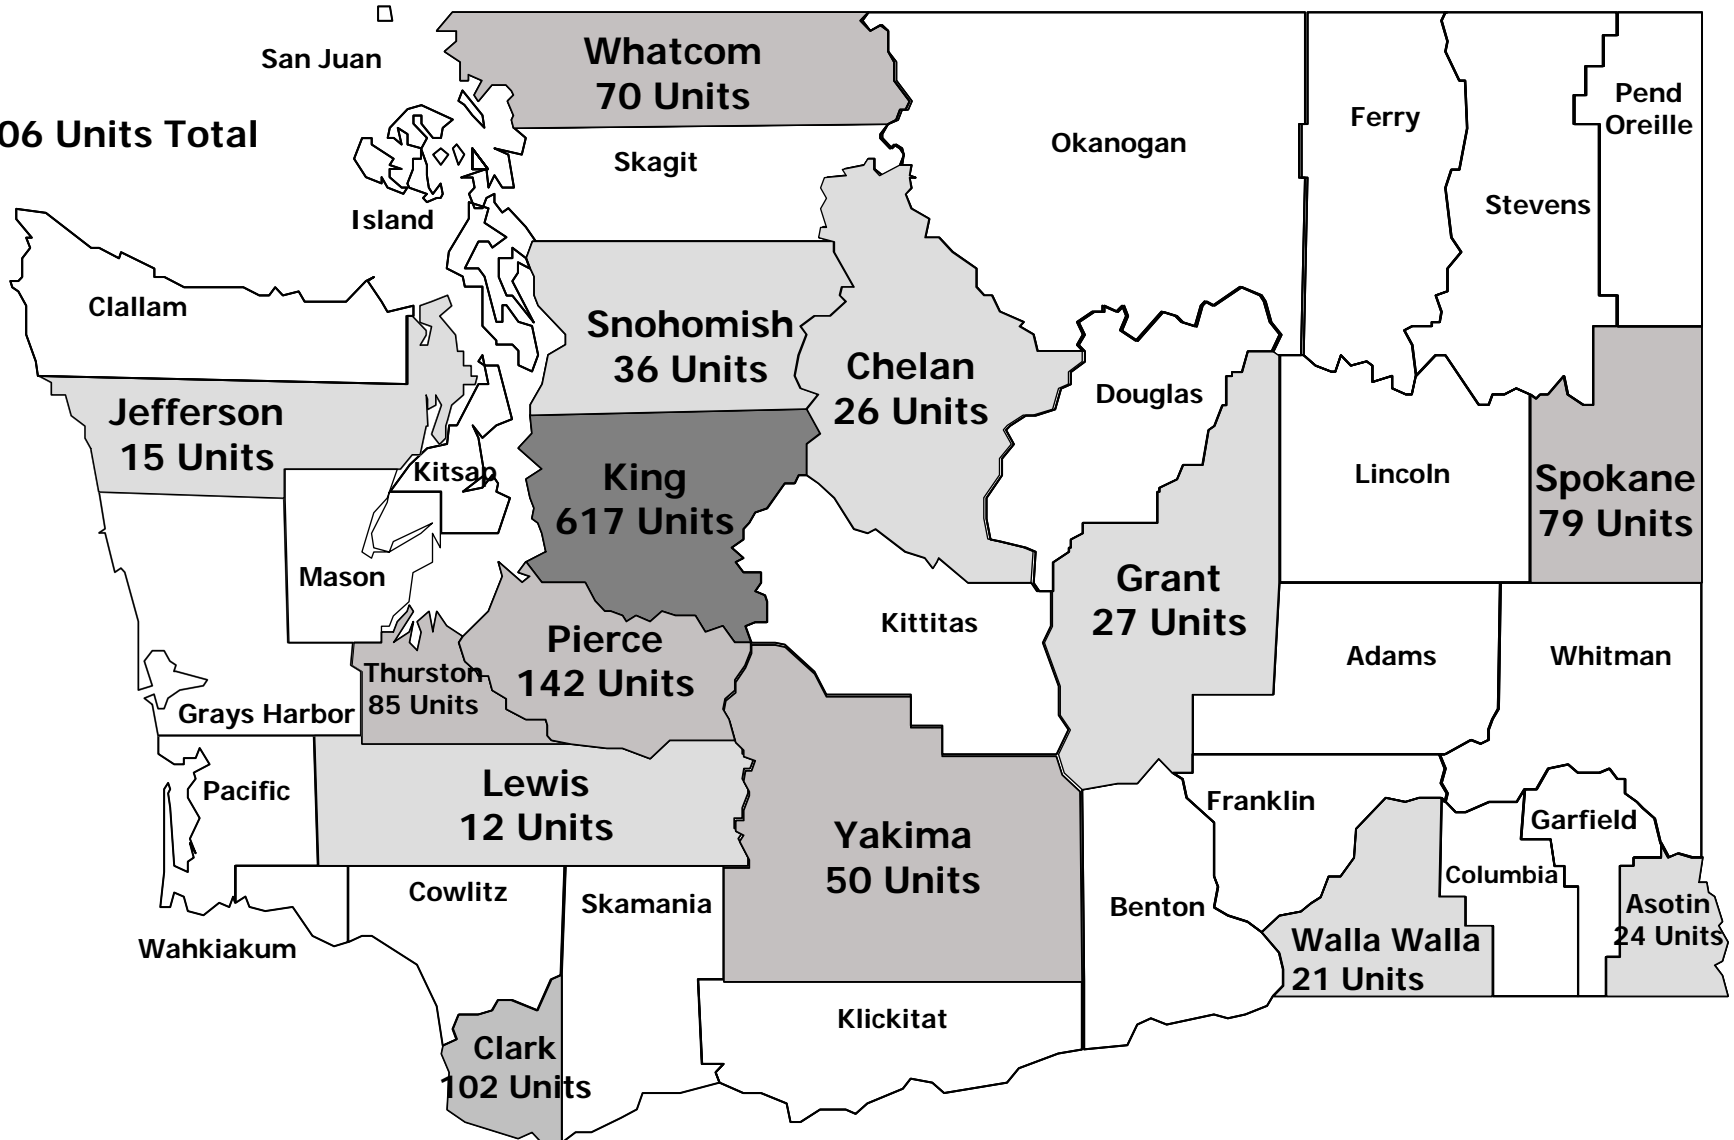 San Juan
Whatcom
70 Units
Pend
Oreille
Ferry
06 Units Total
Okanogan
Skagit
Stevens
Island
Clallam
Snohomish
36 Units
Chelan
26 Units
Douglas
Jefferson
15 Units
Kitsap
King
617 Units
Lincoln
Spokane
79 Units
Mason
Grant
27 Units
Kittitas
Pierce
142 Units
Adams
Whitman
Thurston
85 Units
Grays Harbor
Pacific
Lewis
12 Units
Franklin
Garfield
Yakima
50 Units
Columbia
Cowlitz
Skamania
Benton
Asotin
24 Units
Wahkiakum
Walla Walla
21 Units
Klickitat
Clark
102 Units